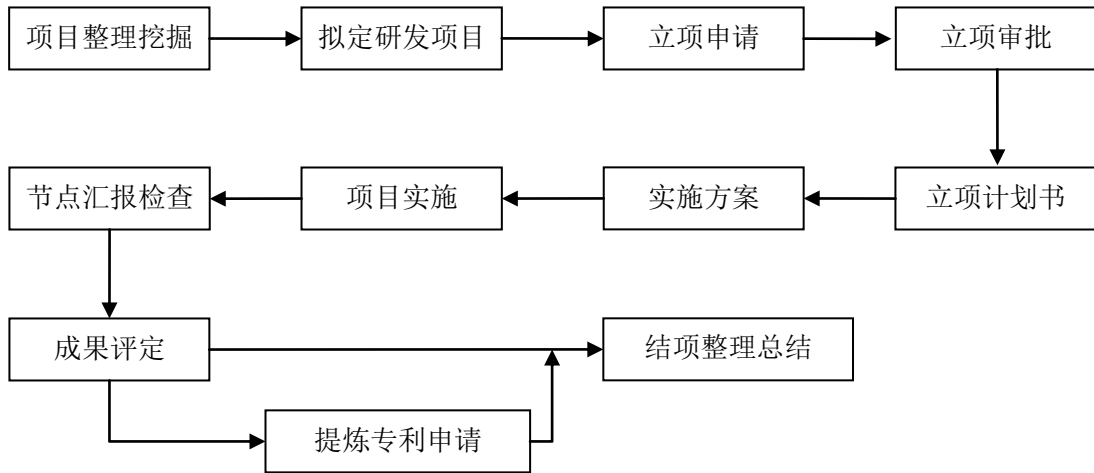 项目整理挖掘
拟定研发项目
立项申请
立项审批
节点汇报检查
项目实施
实施方案
立项计划书
成果评定
结项整理总结
提炼专利申请